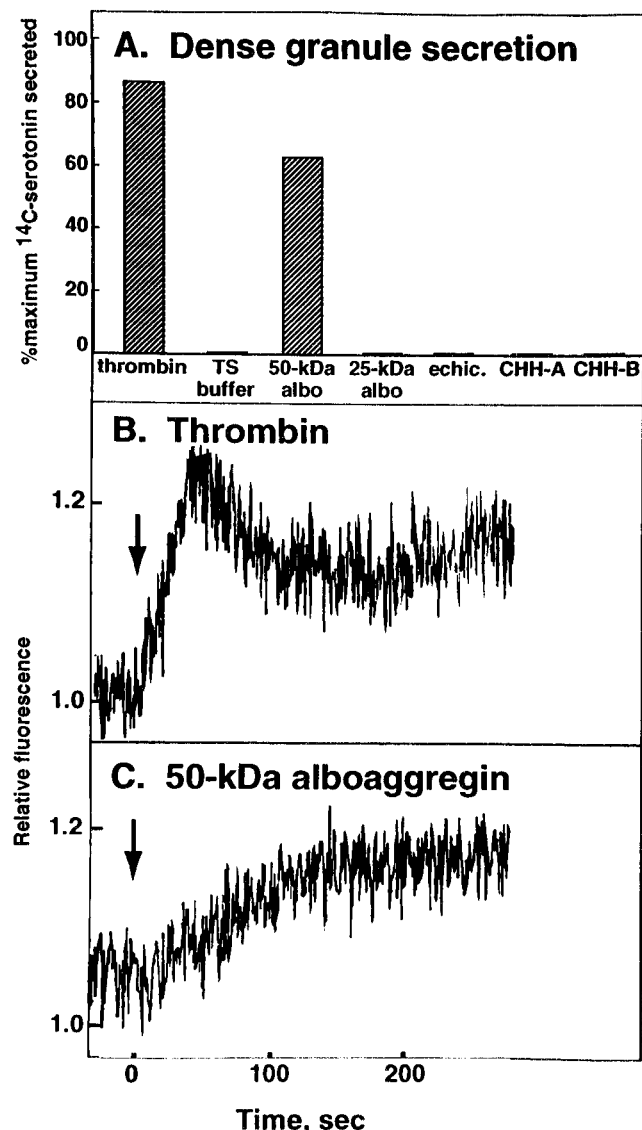 A. Dense granule secretion
%maximum 14C-serotonin secreted
100
80
60
40
20
0
thrombin TS buffer 50-kDa albo 25-kDa albo echic. CHH-A CHH-B
B. Thrombin
1.2
1.0
Relative fluorescence
C. 50-kDa alboaggregin
1.2
1.0
0 100 200
Time, sec